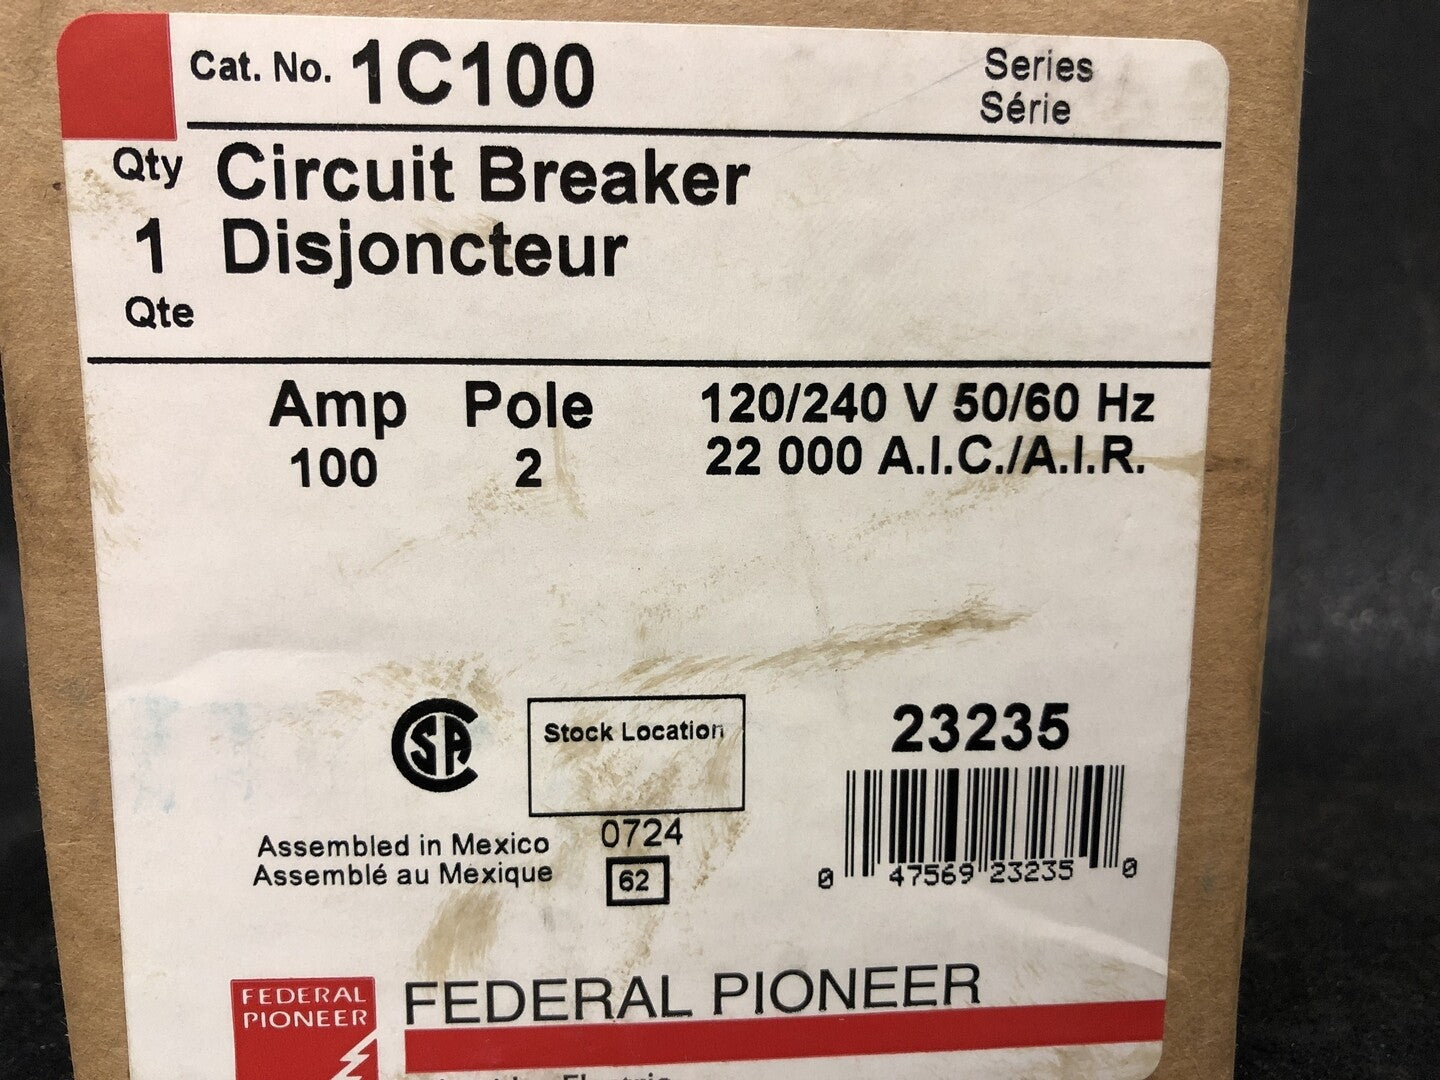 Cat. No. 1C100
Series
Série
Qty
1
Qte
Circuit Breaker
Disjoncteur
Amp
100
Pole
2
120/240 V 50/60 Hz
22 000 A.I.C./A.I.R.
CSA
Stock Location
0724
62
Assembled in Mexico
Assemblé au Mexique
23235
0 47569 23235 0
FEDERAL
PIONEER
FEDERAL PIONEER